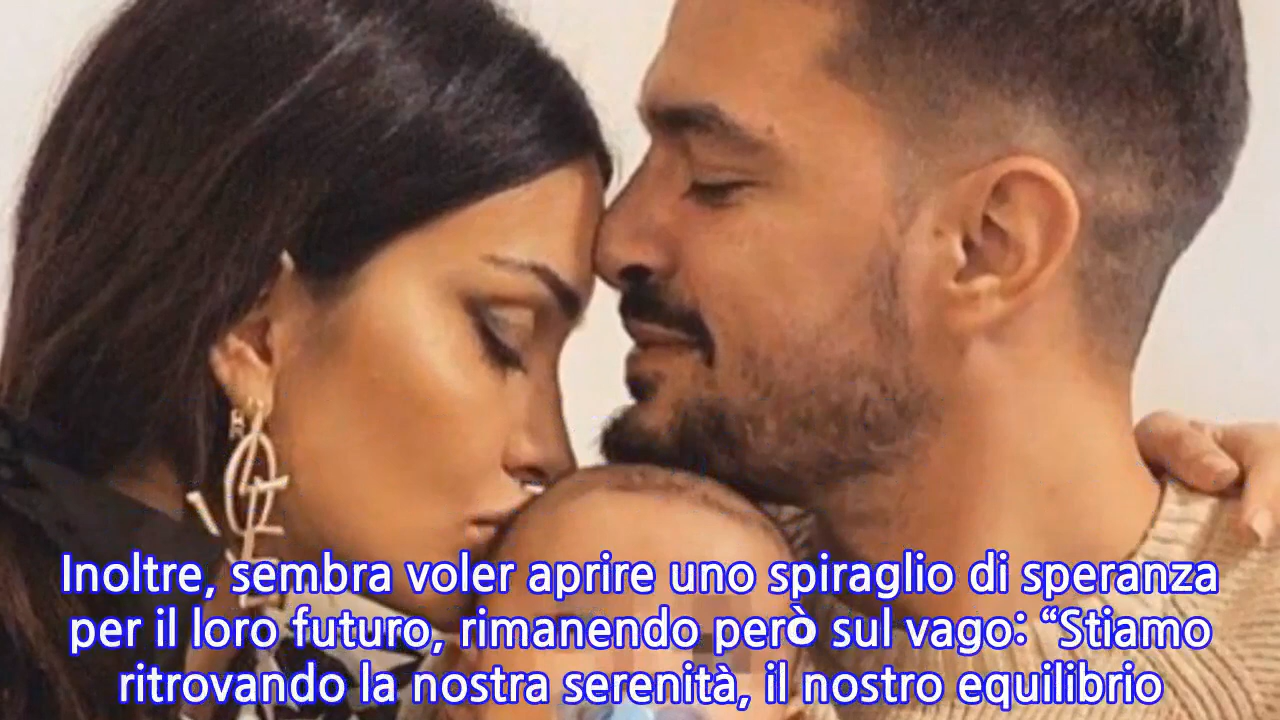 Inoltre, sembra voler aprire uno spiraglio di speranza
per il loro futuro, rimanendo però sul vago: “Stiamo
ritrovando la nostra serenità, il nostro equilibrio